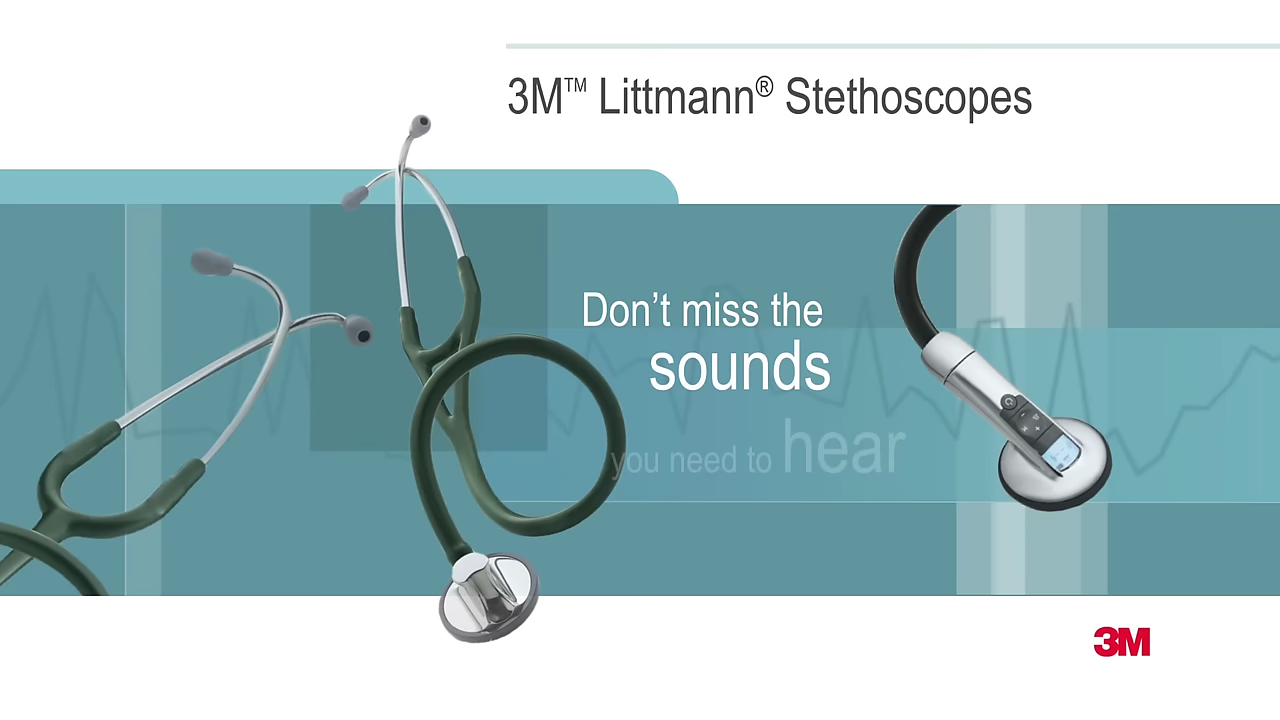 3M™ Littmann® Stethoscopes
Don't miss the
sounds
you need to hear
3M